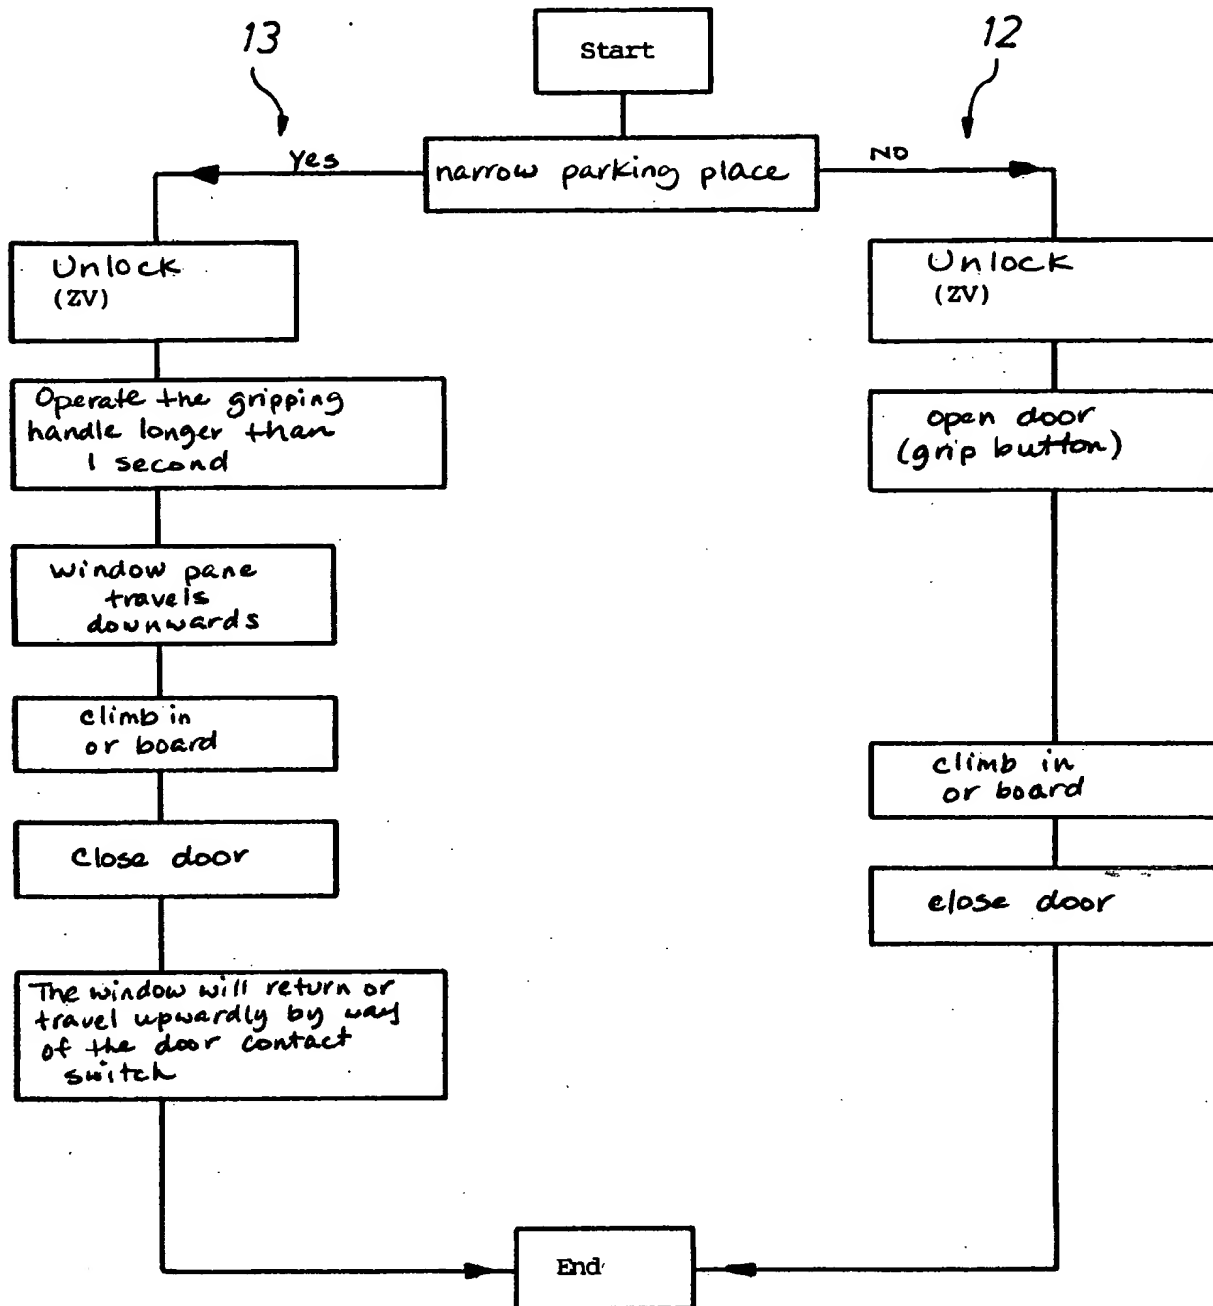 13
Start
12
Yes
narrow parking place
NO
Unlock
(ZV)
Operate the gripping
handle longer than
1 second
window pane
travels
downwards
climb in
or board
Close door
The window will return or
travel upwardly by way
of the door contact
switch
Unlock
(ZV)
open door
(grip button)
climb in
or board
close door
End